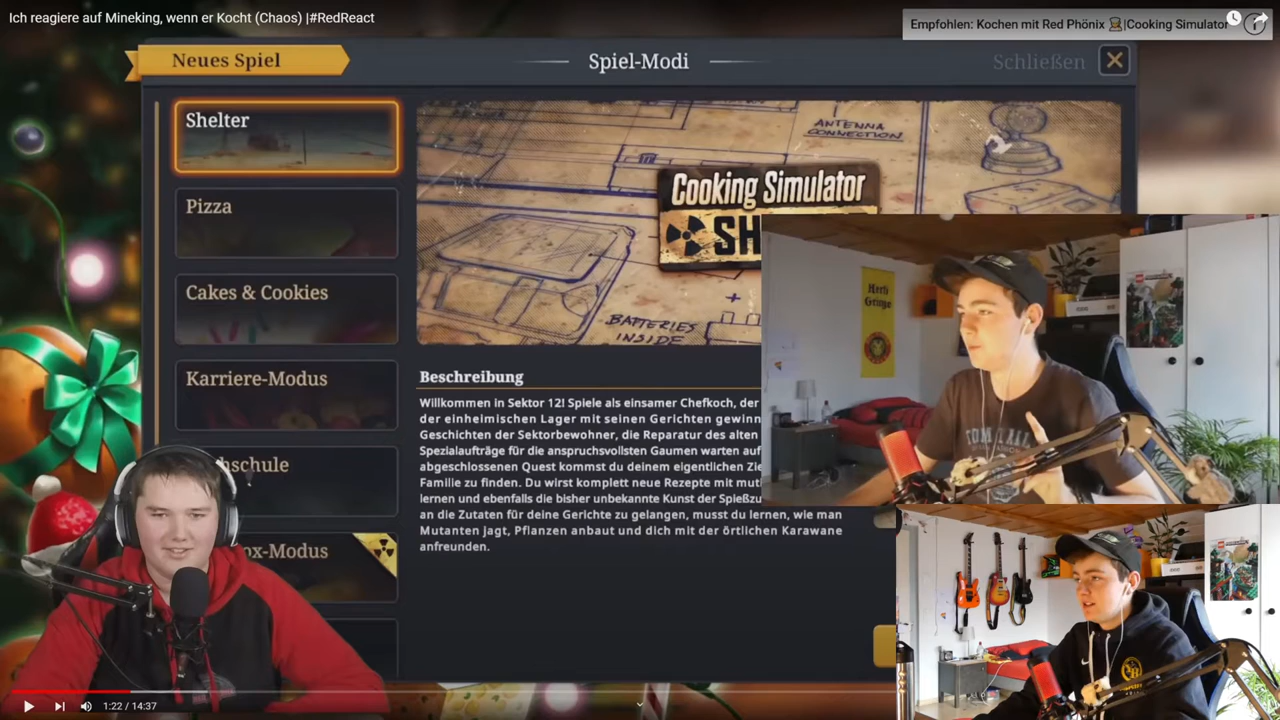 Ich reagiere auf Mineking, wenn er Kocht (Chaos) |#RedReact
Empfohlen: Kochen mit Red Phönix 👨‍🍳|Cooking Simulator
Neues Spiel
Spiel-Modi
Schließen
Shelter
Pizza
Cakes & Cookies
Karriere-Modus
hschule
ox-Modus
ANTENNA
CONNECTION
Cooking Simulator
SH
BATTERIES
INSIDE
Beschreibung
Willkommen in Sektor 12! Spiele als einsamer Chefkoch, der
der einheimischen Lager mit seinen Gerichten gewinn
Geschichten der Sektorbewohner, die Reparatur des alten
Spezialaufträge für die anspruchsvollsten Gaumen warten auf
abgeschlossenen Quest kommst du deinem eigentlichen Zie
Familie zu finden. Du wirst komplett neue Rezepte mit muti
lernen und ebenfalls die bisher unbekannte Kunst der Spießzu
an die Zutaten für deine Gerichte zu gelangen, musst du lernen, wie man
Mutanten jagt, Pflanzen anbaut und dich mit der örtlichen Karawane
anfreunden.
1:22 / 14:37